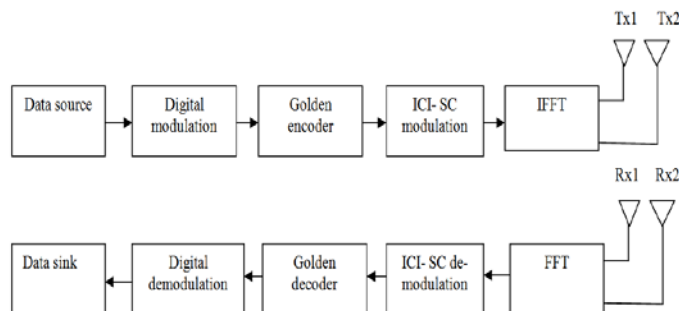 Tx1 Tx2
Data source
Digital
modulation
Golden
encoder
ICI- SC
modulation
IFFT
Rx1 Rx2
Data sink
Digital
demodulation
Golden
decoder
ICI- SC de-
modulation
FFT